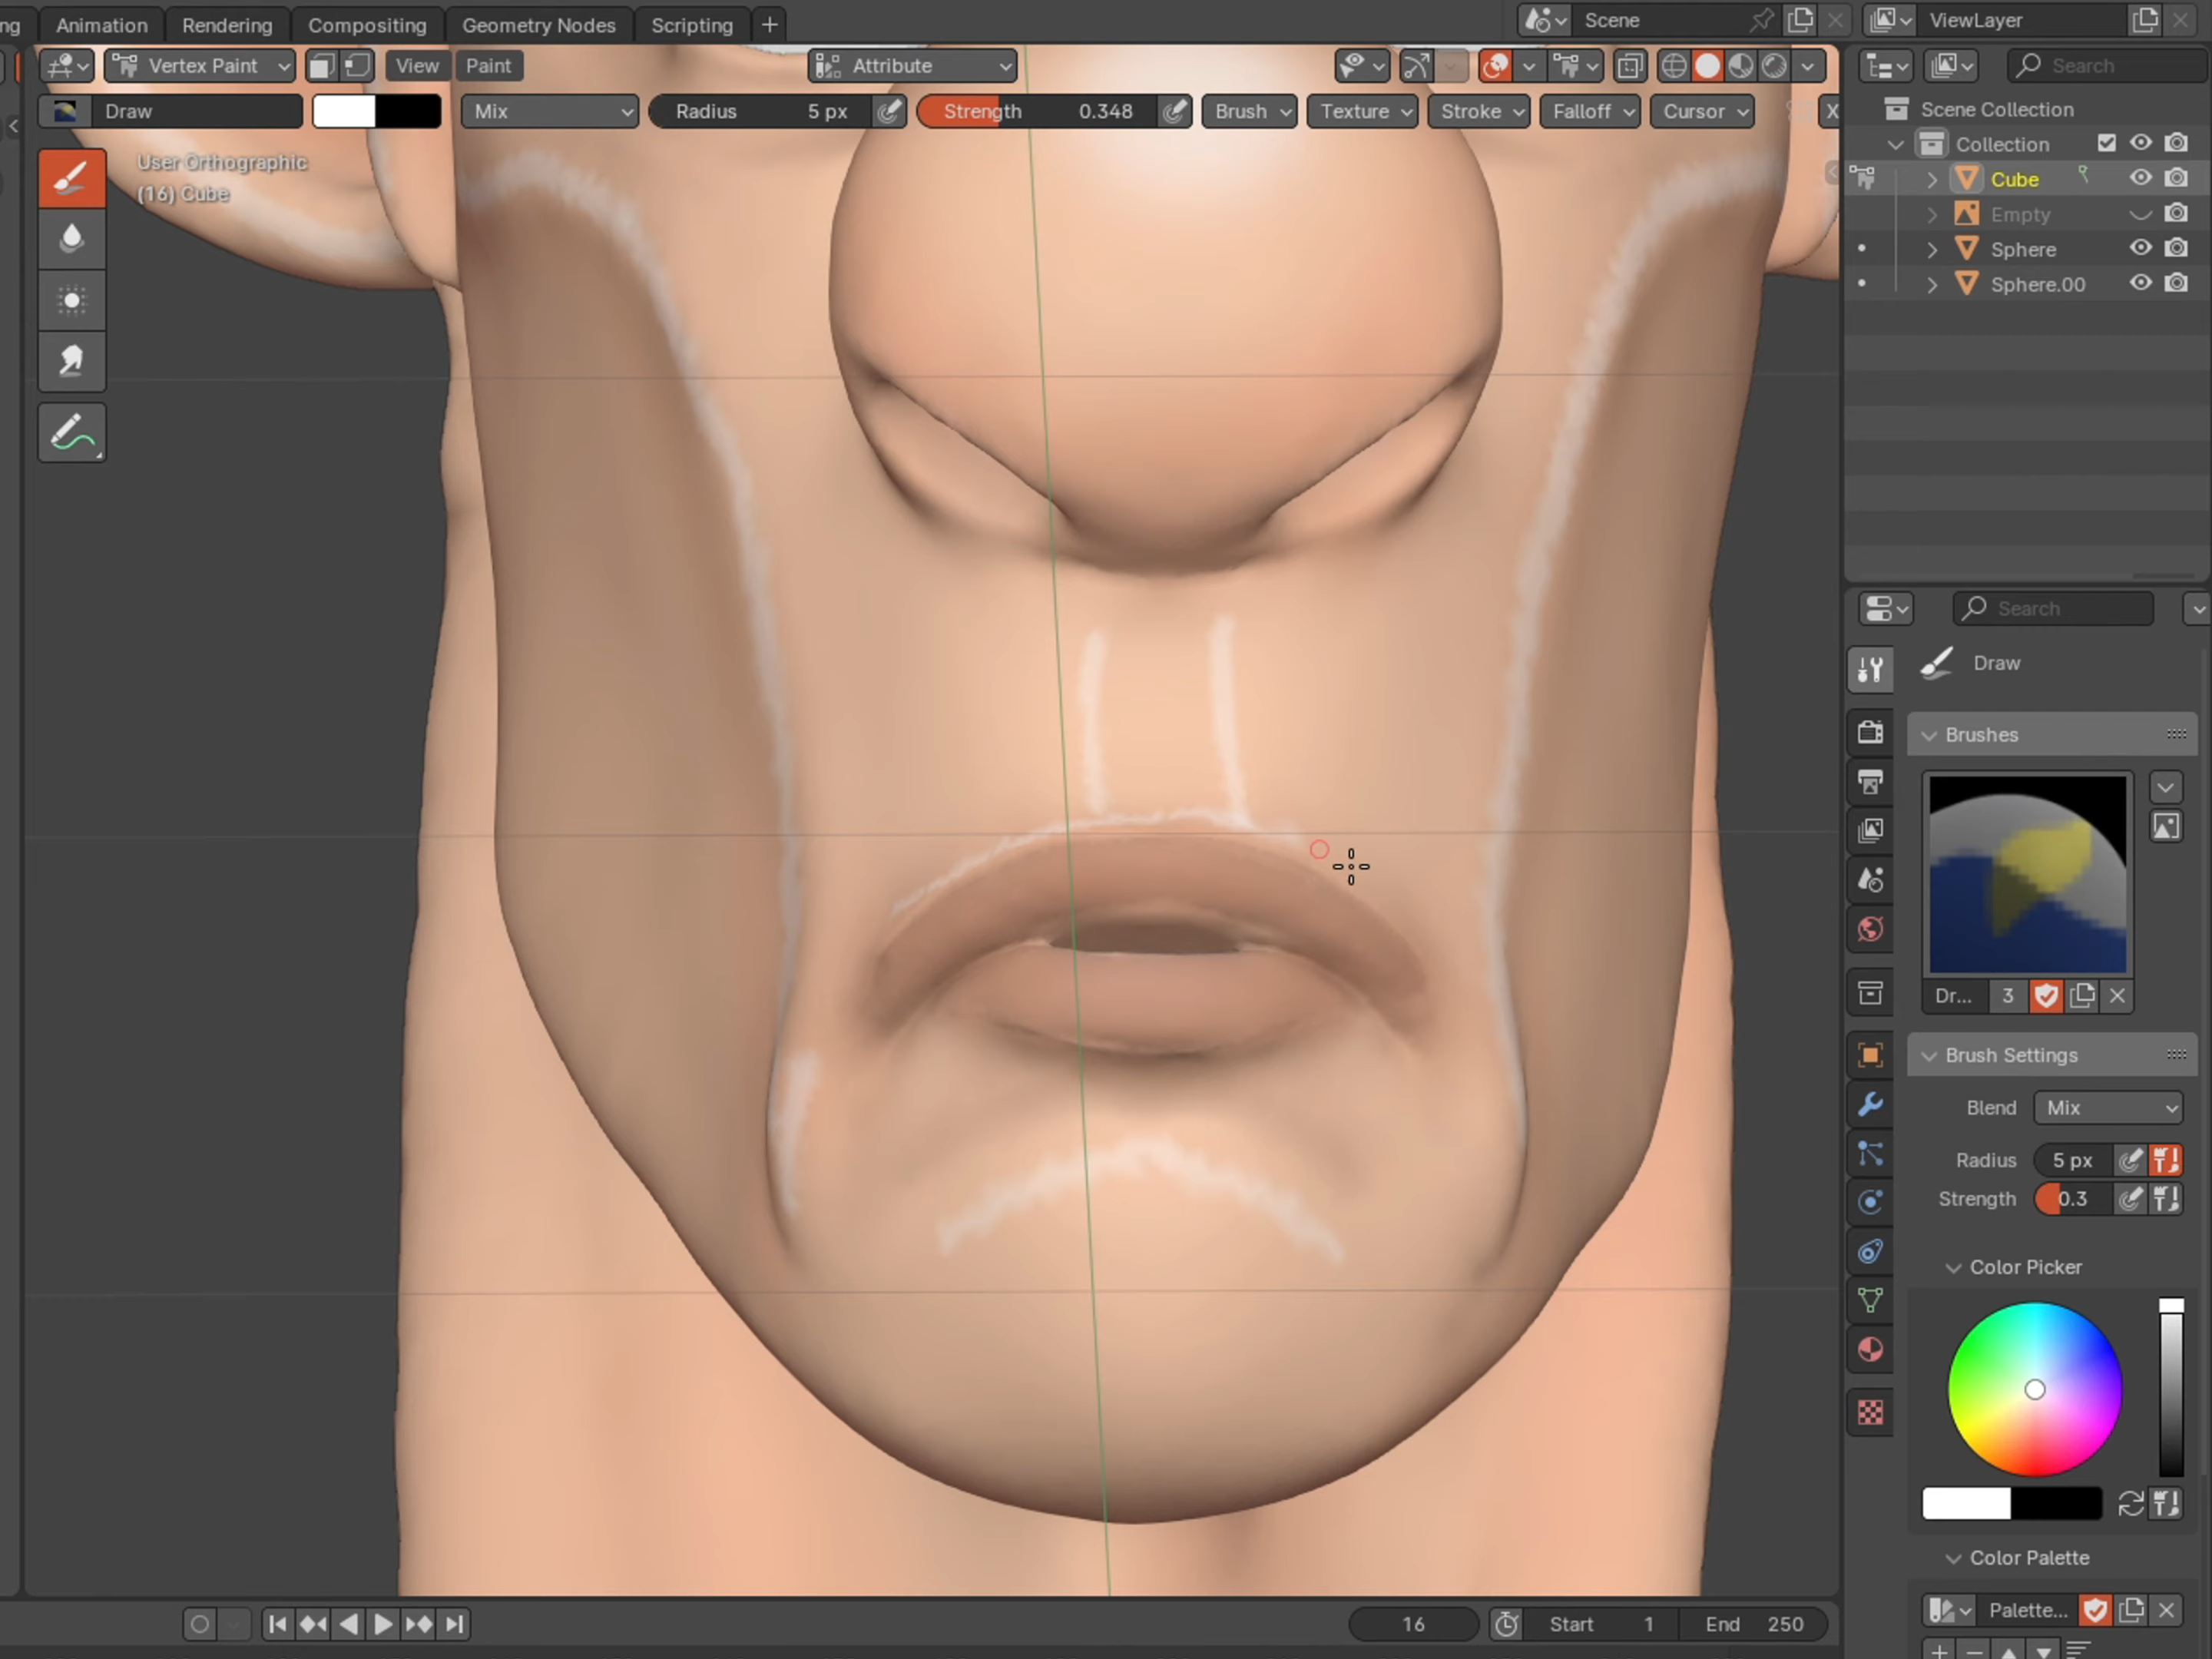 ng Animation Rendering Compositing Geometry Nodes Scripting +
Scene
ViewLayer
Vertex Paint View Paint
Attribute
Search
Draw
Mix
Radius 5 px
Strength 0.348
Brush Texture Stroke Falloff Cursor X
User Orthographic
(16) Cube
Scene Collection
Collection
Cube
Empty
Sphere
Sphere.00
Search
Draw
Brushes
Dr... 3
Brush Settings
Blend Mix
Radius 5 px
Strength 0.3
Color Picker
Color Palette
Palette...
16 Start 1 End 250